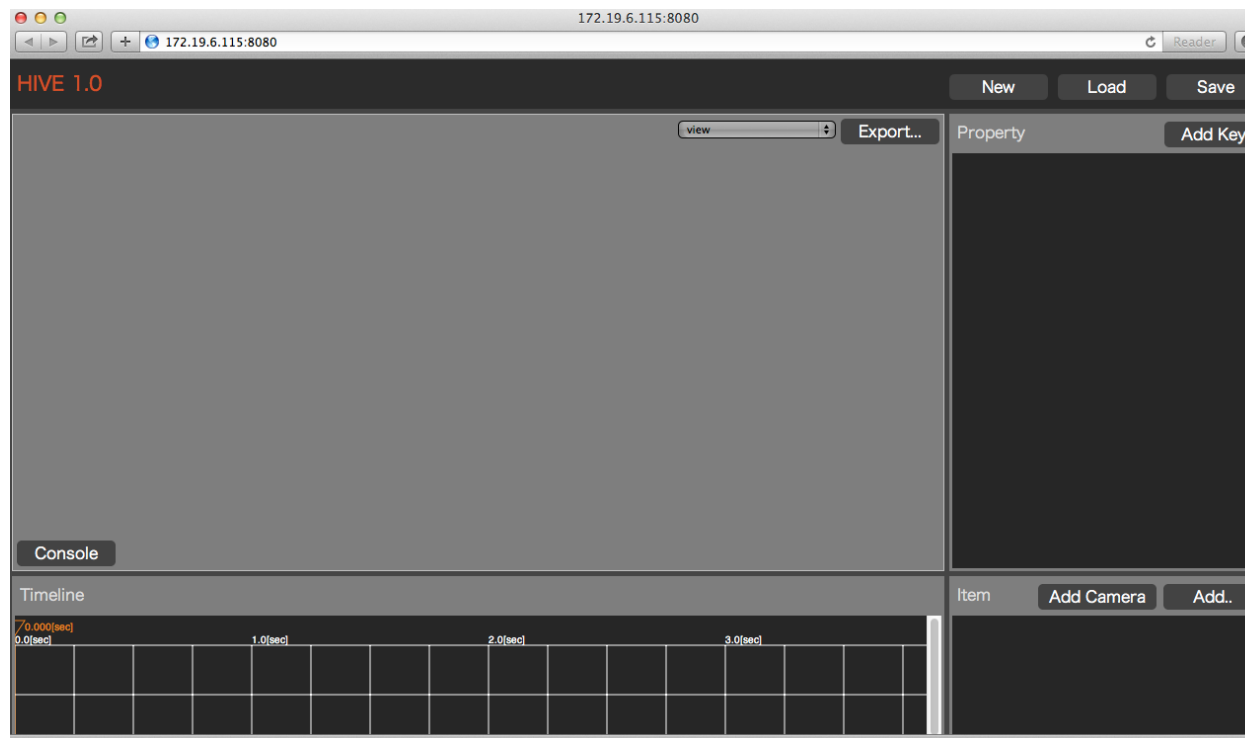 172.19.6.115:8080
172.19.6.115:8080 Reader
HIVE 1.0 New Load Save
view Export... Property Add Key
Console
Timeline Item Add Camera Add..
0.000[sec]
0.0[sec] 1.0[sec] 2.0[sec] 3.0[sec]